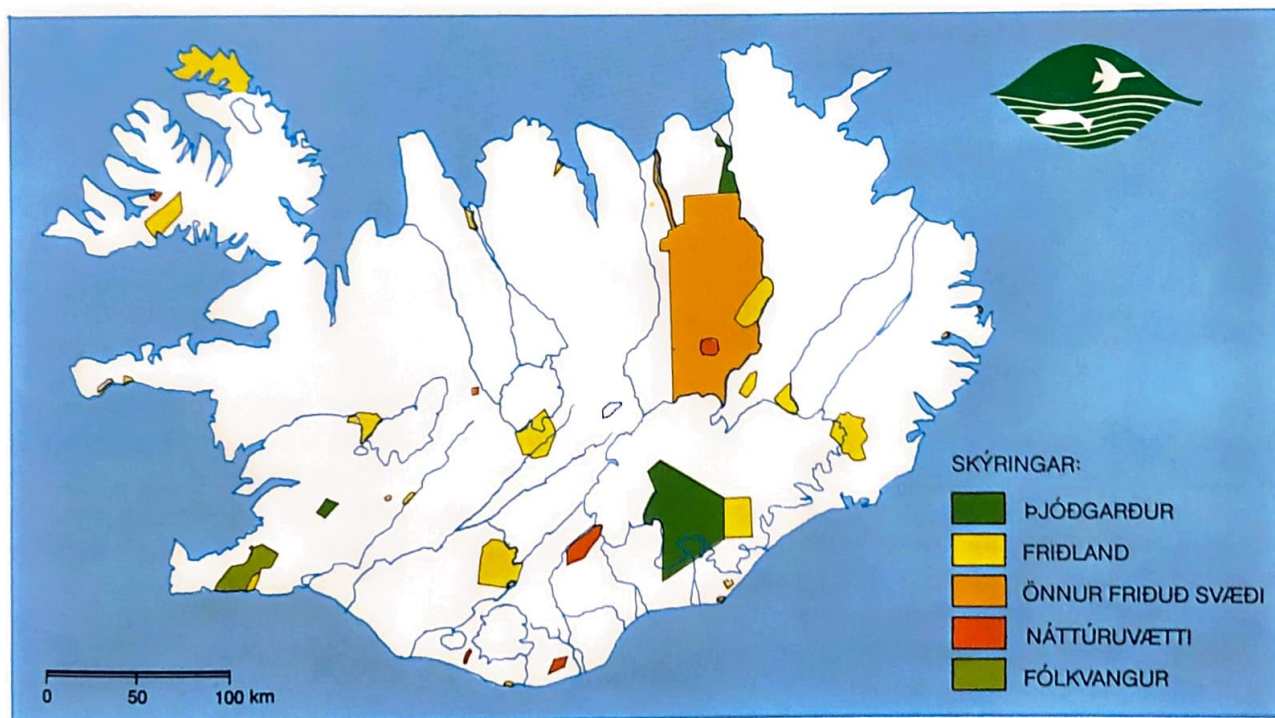 SKÝRINGAR:
ÞJÓÐGARÐUR
FRIÐLAND
ÖNNUR FRIÐUÐ SVÆÐI
NÁTTÚRUVÆTTI
FÓLKVANGUR
0 50 100 km